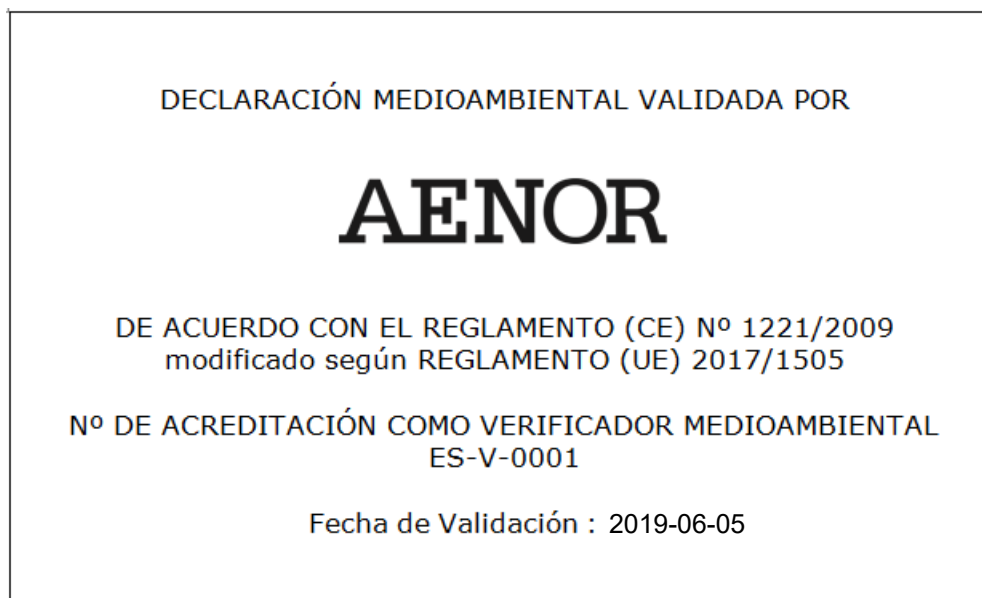 DECLARACIÓN MEDIOAMBIENTAL VALIDADA POR
AENOR
DE ACUERDO CON EL REGLAMENTO (CE) Nº 1221/2009
modificado según REGLAMENTO (UE) 2017/1505
Nº DE ACREDITACIÓN COMO VERIFICADOR MEDIOAMBIENTAL
ES-V-0001
Fecha de Validación : 2019-06-05